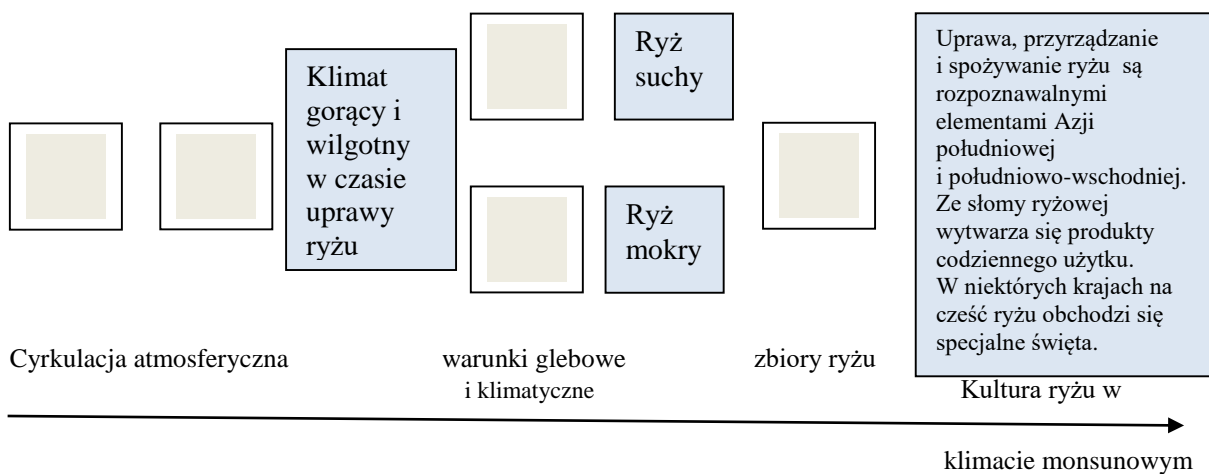 Klimat
gorący i
wilgotny
w czasie
uprawy
ryżu
Ryż
suchy
Ryż
mokry
Uprawa, przyrządzanie
i spożywanie ryżu są
rozpoznawalnymi
elementami Azji
południowej
i południowo-wschodniej.
Ze słomy ryżowej
wytwarza się produkty
codziennego użytku.
W niektórych krajach na
cześć ryżu obchodzi się
specjalne święta.
Cyrkulacja atmosferyczna
warunki glebowe
i klimatyczne
zbiory ryżu
Kultura ryżu w
klimacie monsunowym